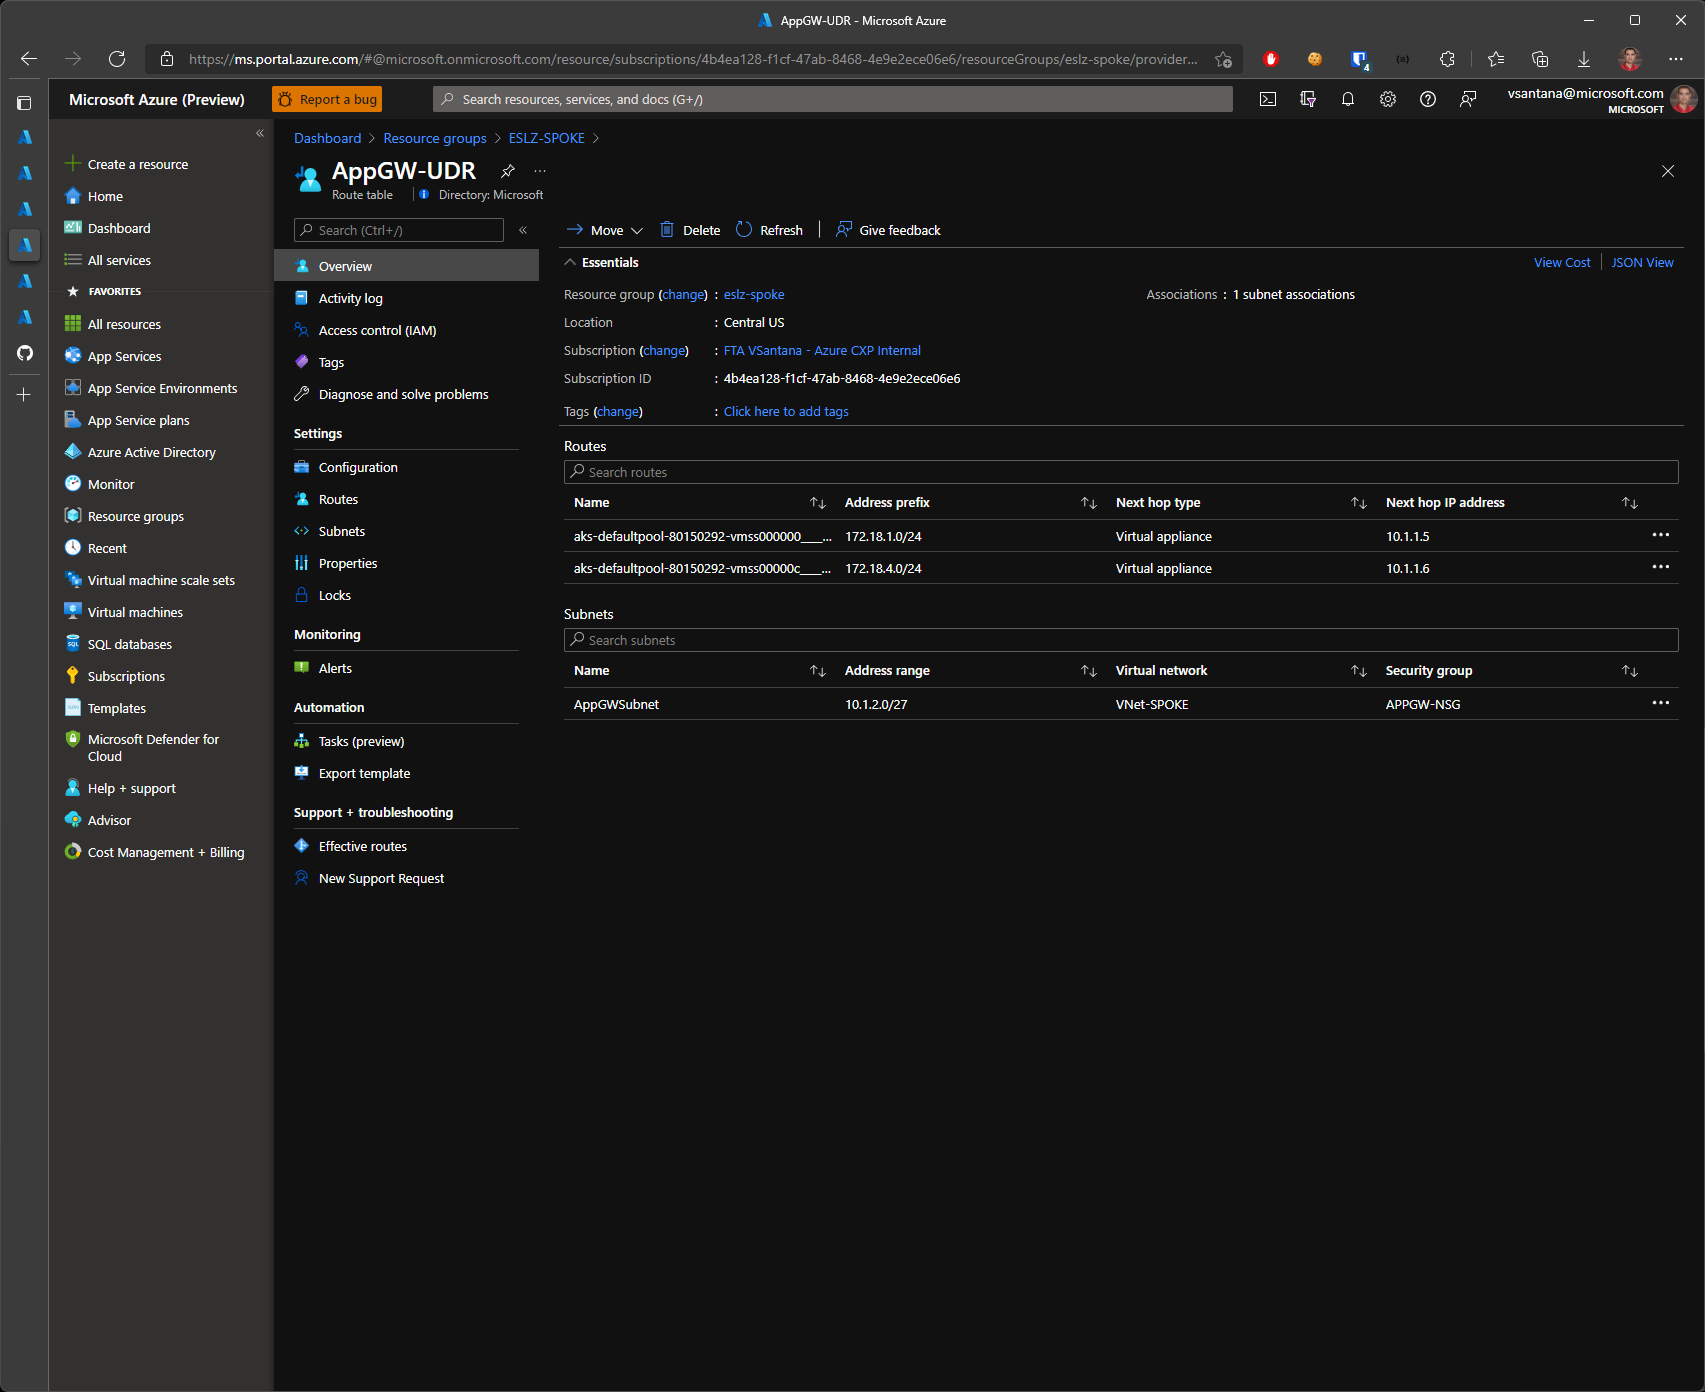 AppGW-UDR - Microsoft Azure
https://ms.portal.azure.com/#@microsoft.onmicrosoft.com/resource/subscriptions/4b4ea128-f1cf-47ab-8468-4e9e2ece06e6/resourceGroups/eslz-spoke/provider...
4
Microsoft Azure (Preview)
Report a bug
Search resources, services, and docs (G+/)
vsantana@microsoft.com
MICROSOFT
«
Create a resource
Home
Dashboard
All services
FAVORITES
All resources
App Services
App Service Environments
App Service plans
Azure Active Directory
Monitor
Resource groups
Recent
Virtual machine scale sets
Virtual machines
SQL databases
Subscriptions
Templates
Microsoft Defender for
Cloud
Help + support
Advisor
Cost Management + Billing
Dashboard > Resource groups > ESLZ-SPOKE >
AppGW-UDR ...
Route table | Directory: Microsoft
Search (Ctrl+/) «
Overview
Activity log
Access control (IAM)
Tags
Diagnose and solve problems
Settings
Configuration
Routes
Subnets
Properties
Locks
Monitoring
Alerts
Automation
Tasks (preview)
Export template
Support + troubleshooting
Effective routes
New Support Request
Move Delete Refresh | Give feedback
Essentials
View Cost | JSON View
Resource group (change) : eslz-spoke
Associations : 1 subnet associations
Location : Central US
Subscription (change) : FTA VSantana - Azure CXP Internal
Subscription ID : 4b4ea128-f1cf-47ab-8468-4e9e2ece06e6
Tags (change) : Click here to add tags
Routes
Search routes
Name Address prefix Next hop type Next hop IP address
aks-defaultpool-80150292-vmss000000___... 172.18.1.0/24 Virtual appliance 10.1.1.5 ...
aks-defaultpool-80150292-vmss00000c___... 172.18.4.0/24 Virtual appliance 10.1.1.6 ...
Subnets
Search subnets
Name Address range Virtual network Security group
AppGWSubnet 10.1.2.0/27 VNet-SPOKE APPGW-NSG ...